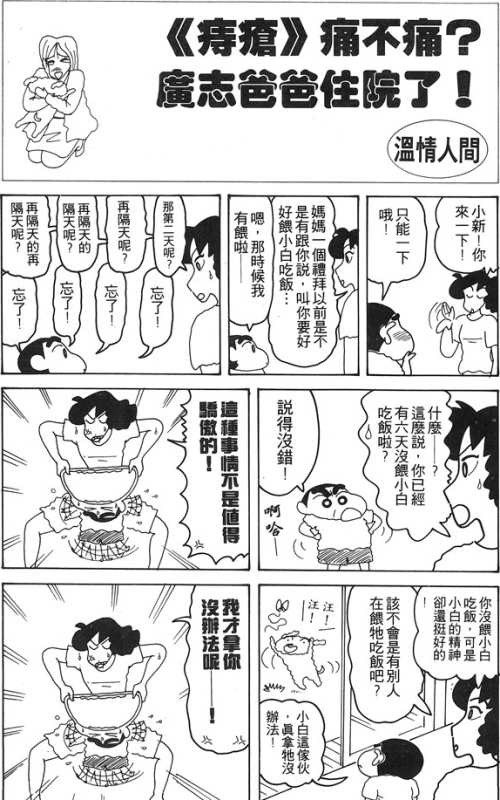 《痔瘡》痛不痛？
廣志爸爸住院了！
溫情人間
小新！你
來一下！
只能一下
哦！
媽媽一個禮拜以前是不
是有跟你說，叫你要好
好餵小白吃飯…
嗯，那時候我
有餵啦——
那第二天呢？
忘了！
再隔天呢？
忘了！
再隔天的
隔天呢？
忘了！
再隔天的再
隔天呢？
忘了！
什麼——？
這麼說，你已經
有六天沒餵小白
吃飯啦？
說得沒錯！
啊哈—
這種事情不是值得
驕傲的！
你沒餵小白
吃飯，可是
小白的精神
卻還挺好的
！
該不會是有別人
在餵牠吃飯吧？
汪！
汪！
小白這傢伙
，真拿牠沒
辦法！
我才拿你
沒辦法呢——！